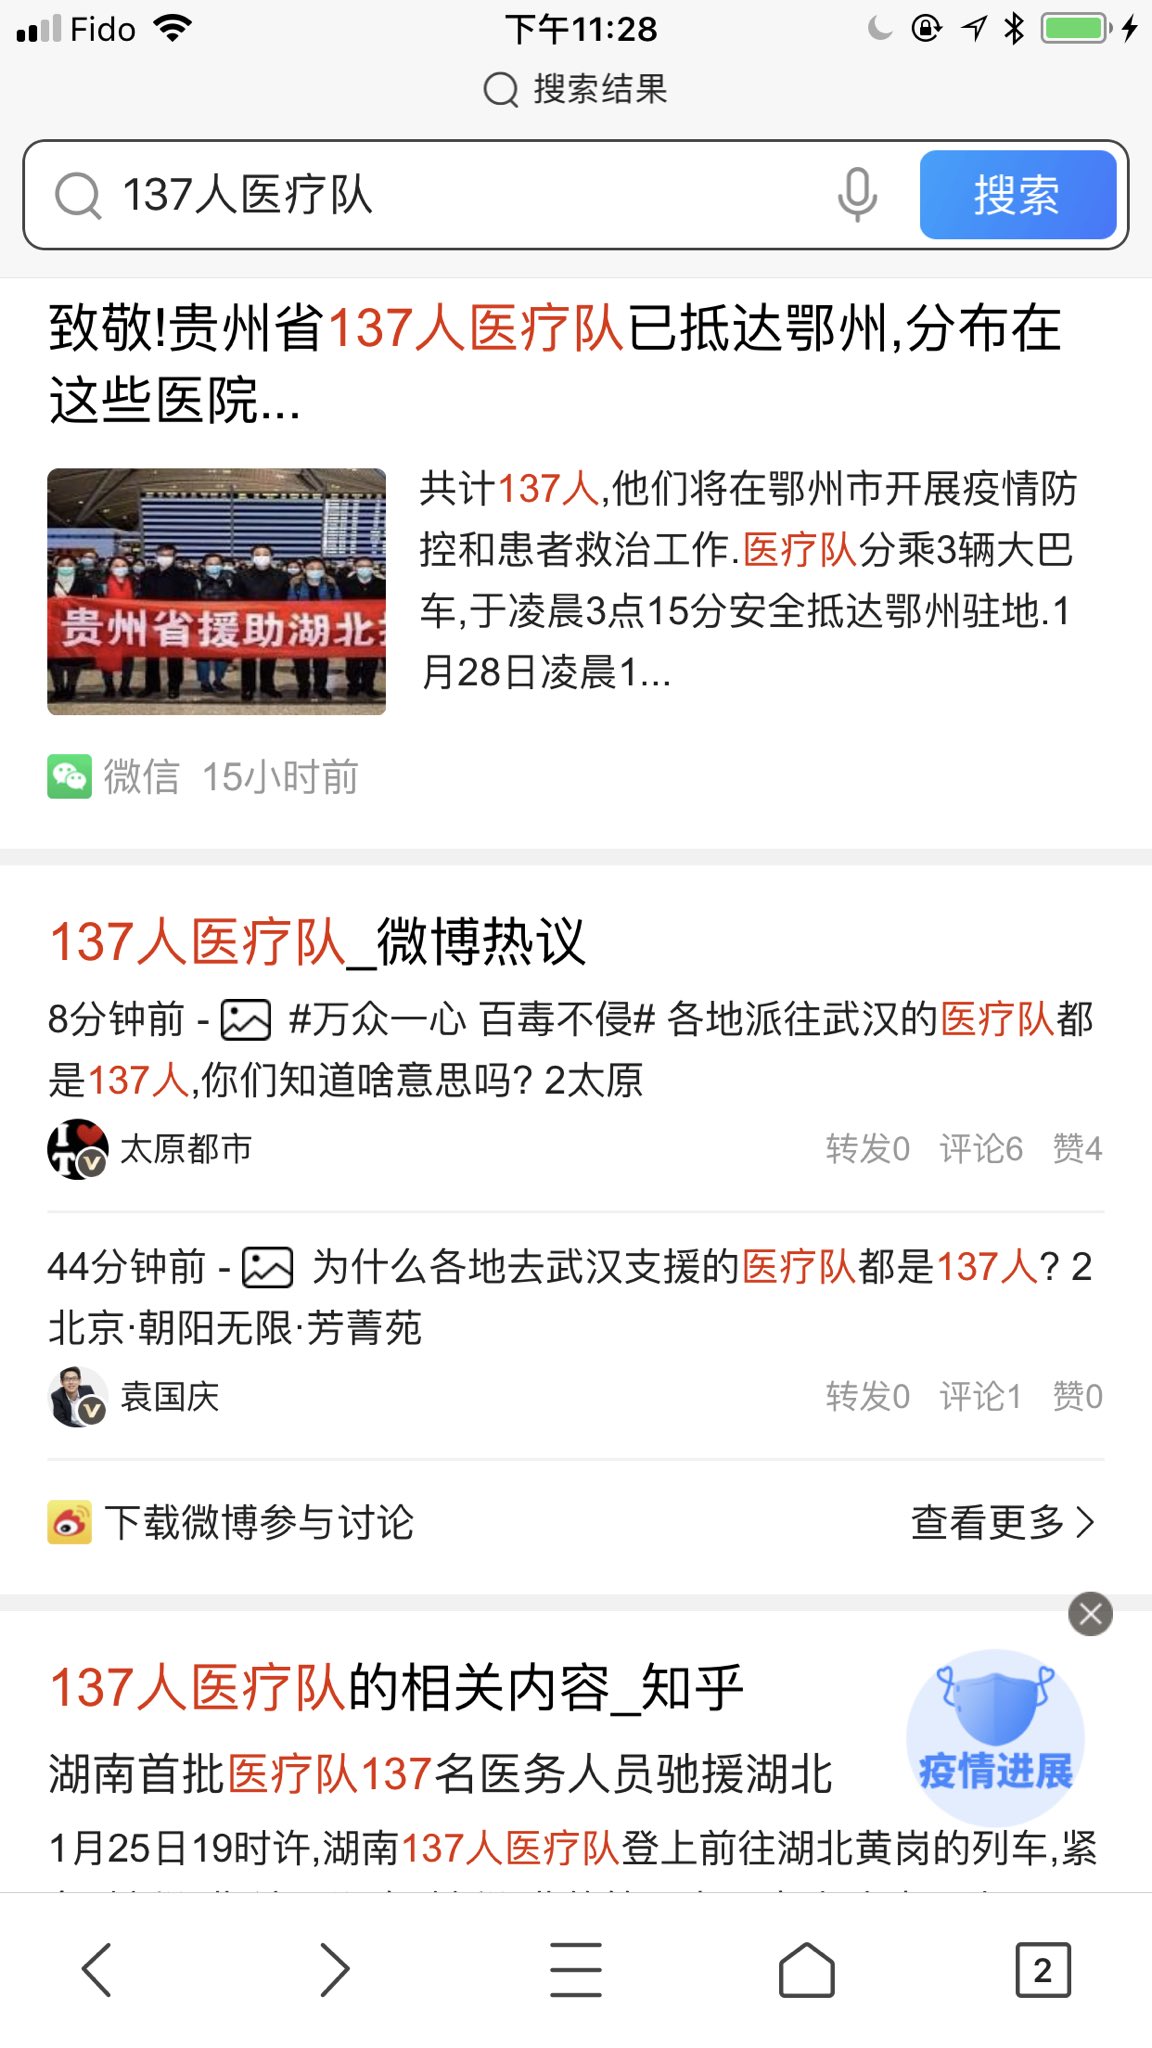 Fido
下午11:28
搜索结果
137人医疗队
搜索
致敬!贵州省137人医疗队已抵达鄂州,分布在
这些医院...
贵州省援助湖北
共计137人,他们将在鄂州市开展疫情防
控和患者救治工作.医疗队分乘3辆大巴
车,于凌晨3点15分安全抵达鄂州驻地.1
月28日凌晨1...
微信 15小时前
137人医疗队_微博热议
8分钟前 - #万众一心 百毒不侵# 各地派往武汉的医疗队都
是137人,你们知道啥意思吗? 2太原
I
T
V
太原都市
转发0 评论6 赞4
44分钟前 - 为什么各地去武汉支援的医疗队都是137人? 2
北京·朝阳无限·芳菁苑
V
袁国庆
转发0 评论1 赞0
下载微博参与讨论
查看更多
137人医疗队的相关内容_知乎
湖南首批医疗队137名医务人员驰援湖北
疫情进展
1月25日19时许,湖南137人医疗队登上前往湖北黄岗的列车,紧
2